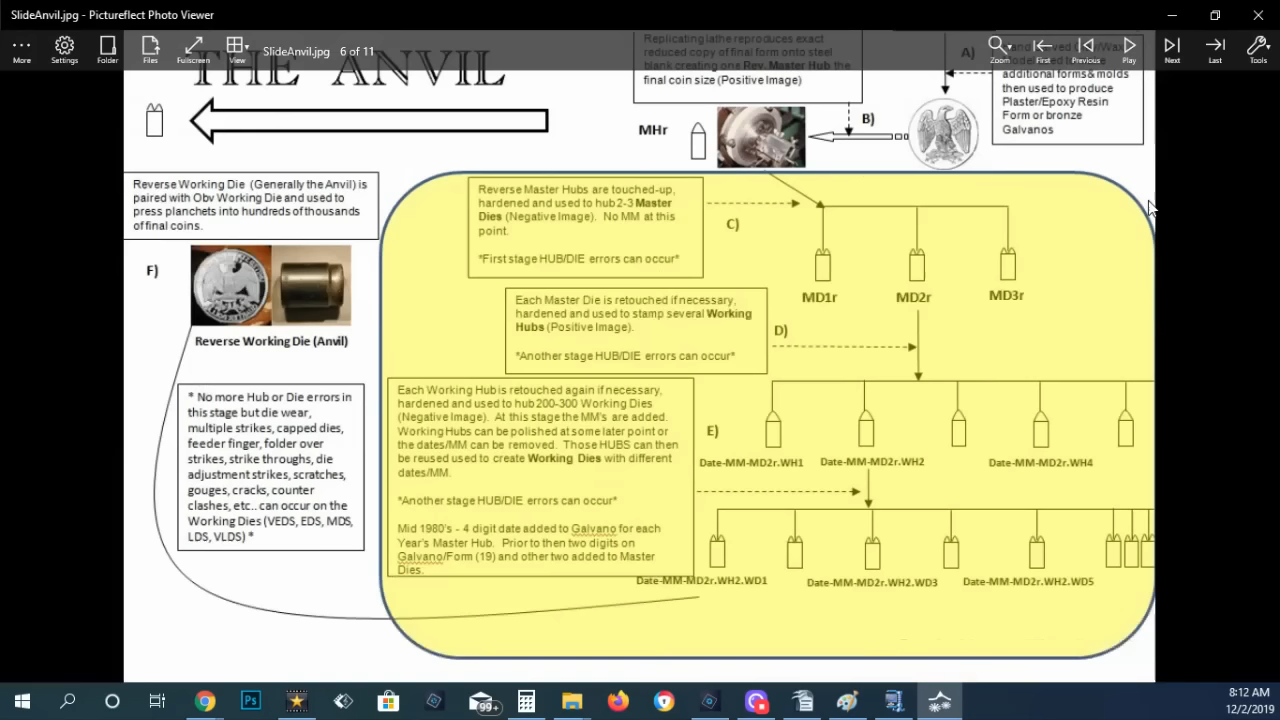 SlideAnvil.jpg - Pictureflect Photo Viewer
More
Settings
Folder
Files
Fullscreen
View
SlideAnvil.jpg
6 of 11
Zoom
First
Previous
Play
Next
Last
Tools
THE ANVIL
Replicating lathe reproduces exact
reduced copy of final form onto steel
blank creating one Rev. Master Hub the
final coin size (Positive Image)
A)
additional forms& molds
then used to produce
Plaster/Epoxy Resin
Form or bronze
Galvanos
B)
MHr
Reverse Working Die (Generally the Anvil) is
paired with Obv Working Die and used to
press planchets into hundreds of thousands
of final coins.
F)
Reverse Working Die (Anvil)
* No more Hub or Die errors in
this stage but die wear,
multiple strikes, capped dies,
feeder finger, folder over
strikes, strike throughs, die
adjustment strikes, scratches,
gouges, cracks, counter
clashes, etc.. can occur on the
Working Dies (VEDS, EDS, MDS,
LDS, VLDS) *
Reverse Master Hubs are touched-up,
hardened and used to hub 2-3 Master
Dies (Negative Image). No MM at this
point.
*First stage HUB/DIE errors can occur*
C)
MD1r
MD2r
MD3r
Each Master Die is retouched if necessary,
hardened and used to stamp several Working
Hubs (Positive Image).
*Another stage HUB/DIE errors can occur*
D)
Each Working Hub is retouched again if necessary,
hardened and used to hub 200-300 Working Dies
(Negative Image). At this stage the MM's are added.
Working Hubs can be polished at some later point or
the dates/MM can be removed. Those HUBS can then
be reused used to create Working Dies with different
dates/MM.
*Another stage HUB/DIE errors can occur*
Mid 1980's - 4 digit date added to Galvano for each
Year's Master Hub. Prior to then two digits on
Galvano/Form (19) and other two added to Master
Dies.
E)
Date-MM-MD2r.WH1
Date-MM-MD2r.WH2
Date-MM-MD2r.WH4
Date-MM-MD2r.WH2.WD1
Date-MM-MD2r.WH2.WD3
Date-MM-MD2r.WH2.WD5
Ps
99+
8:12 AM
12/2/2019